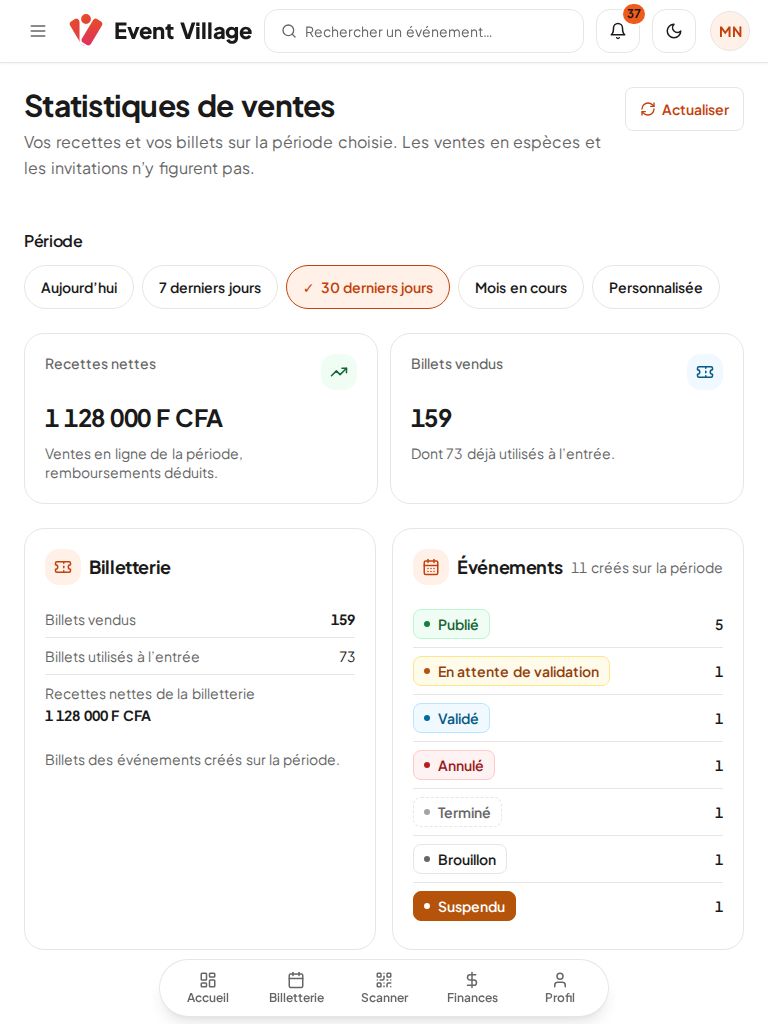 Event Village
Rechercher un événement…
37
MN
Statistiques de ventes
Actualiser
Vos recettes et vos billets sur la période choisie. Les ventes en espèces et
les invitations n’y figurent pas.
Période
Aujourd’hui
7 derniers jours
✓ 30 derniers jours
Mois en cours
Personnalisée
Recettes nettes
1 128 000 F CFA
Ventes en ligne de la période,
remboursements déduits.
Billets vendus
159
Dont 73 déjà utilisés à l’entrée.
Billetterie
Billets vendus 159
Billets utilisés à l’entrée 73
Recettes nettes de la billetterie
1 128 000 F CFA
Billets des événements créés sur la période.
Événements 11 créés sur la période
Publié 5
En attente de validation 1
Validé 1
Annulé 1
Terminé 1
Brouillon 1
Suspendu 1
Accueil
Billetterie
Scanner
Finances
Profil